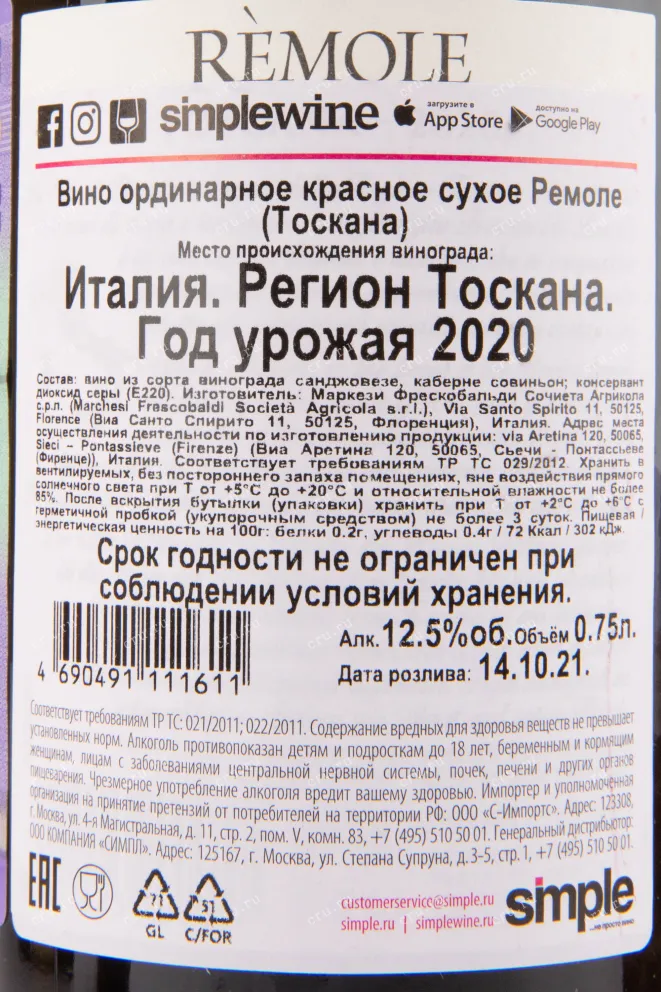 RÈMOLE
simplewine загрузите в App Store доступно на Google Play
Вино ординарное красное сухое Ремоле
(Тоскана)
Место происхождения винограда:
Италия. Регион Тоскана.
Год урожая 2020
Состав: вино из сорта винограда санджовезе, каберне совиньон; консервант
диоксид серы (Е220). Изготовитель: Маркези Фрескобальди Сочиета Агрикола
с.р.л. (Marchesi Frescobaldi Società Agricola s.r.l.), Via Santo Spirito 11, 50125,
Florence (Виа Санто Спирито 11, 50125, Флоренция), Италия. Адрес места
осуществления деятельности по изготовлению продукции: via Aretina 120, 50065,
Sieci – Pontassieve (Firenze) (Виа Аретина 120, 50065, Сьечи - Понтассьеве
(Фиренце)), Италия. Соответствует требованиям ТР ТС 029/2012. Хранить в
вентилируемых, без постороннего запаха помещениях, вне воздействия прямого
солнечного света при Т от +5°С до +20°С и относительной влажности не более
85%. После вскрытия бутылки (упаковки) хранить при Т от +2°С до +6°С с
герметичной пробкой (укупорочным средством) не более 3 суток. Пищевая /
энергетическая ценность на 100г: белки 0.2г, углеводы 0.4г / 72 Ккал / 302 кДж.
Срок годности не ограничен при
соблюдении условий хранения.
Алк. 12.5%об. Объём 0.75л.
4 690491 111611
Дата розлива: 14.10.21.
Соответствует требованиям ТР ТС: 021/2011; 022/2011. Содержание вредных для здоровья веществ не превышает
установленных норм. Алкоголь противопоказан детям и подросткам до 18 лет, беременным и кормящим
женщинам, лицам с заболеваниями центральной нервной системы, почек, печени и других органов
пищеварения. Чрезмерное употребление алкоголя вредит вашему здоровью. Импортер и уполномоченная
организация на принятие претензий от потребителей на территории РФ: ООО «С-Импортс». Адрес: 123308,
г. Москва, ул. 4-я Магистральная, д. 11, стр. 2, пом. V, комн. 83, +7 (495) 510 50 01. Генеральный дистрибьютор:
ООО КОМПАНИЯ «СИМПЛ». Адрес: 125167, г. Москва, ул. Степана Супруна, д. 3-5, стр. 1, +7 (495) 510 50 01.
EAC
71
GL
51
C/FOR
customerservice@simple.ru
simple.ru | simplewine.ru
simple
...не просто вино